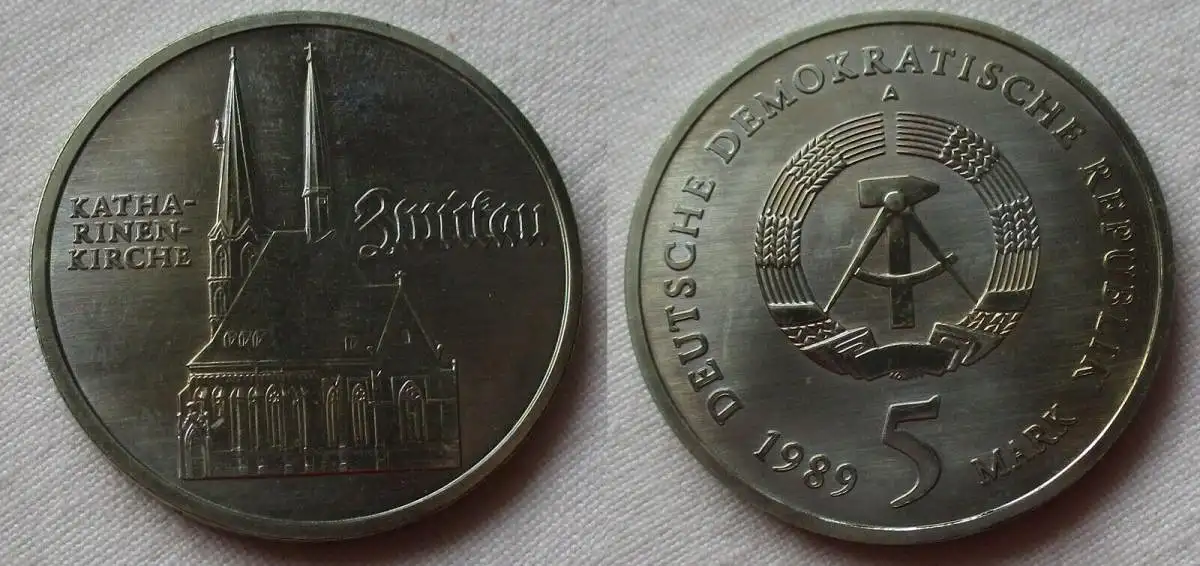 KATHA-
RINEN-
KIRCHE
Zwickau
DEUTSCHE DEMOKRATISCHE REPUBLIK
A
1989 5 MARK